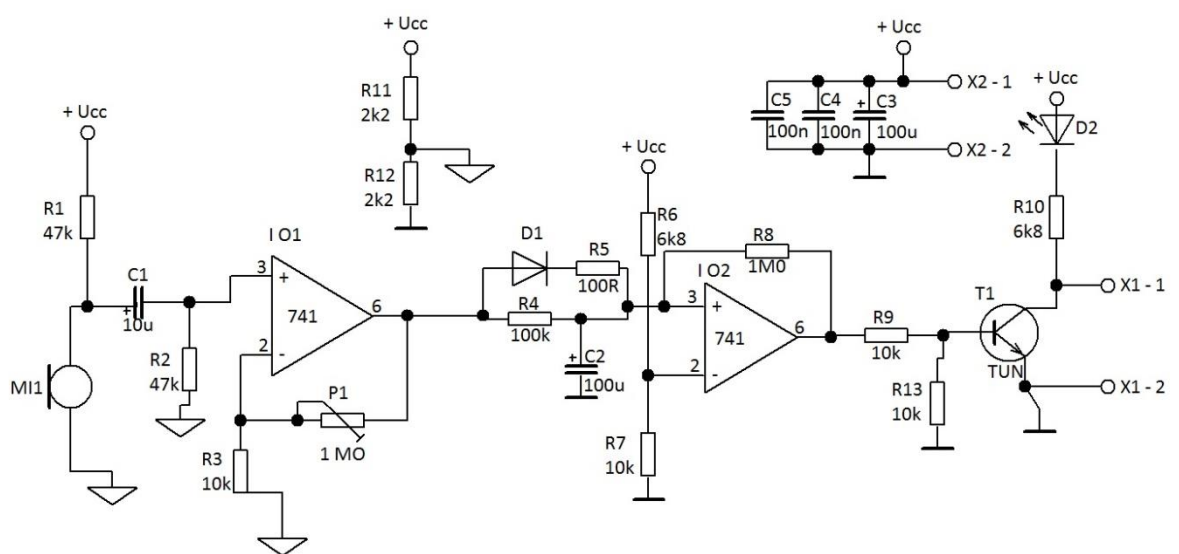 + Ucc
R1
47k
MI1
C1
+
10u
R2
47k
+ Ucc
R11
2k2
R12
2k2
I O1
3
+
741
6
2
-
P1
1 MO
R3
10k
D1
R5
100R
R4
100k
+
C2
100u
+ Ucc
R6
6k8
R7
10k
R8
1M0
I O2
3
+
741
6
2
-
R9
10k
R13
10k
+ Ucc
C5
100n
C4
100n
+
C3
100u
X2 - 1
X2 - 2
+ Ucc
D2
R10
6k8
T1
TUN
X1 - 1
X1 - 2